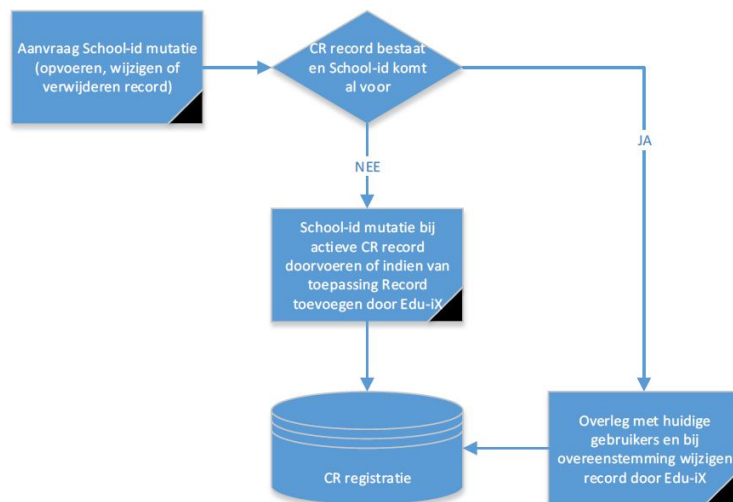 Aanvraag School-id mutatie
(opvoeren, wijzigen of
verwijderen record)
CR record bestaat
en School-id komt
al voor
NEE
JA
School-id mutatie bij
actieve CR record
doorvoeren of indien van
toepassing Record
toevoegen door Edu-iX
CR registratie
Overleg met huidige
gebruikers en bij
overeenstemming wijzigen
record door Edu-iX